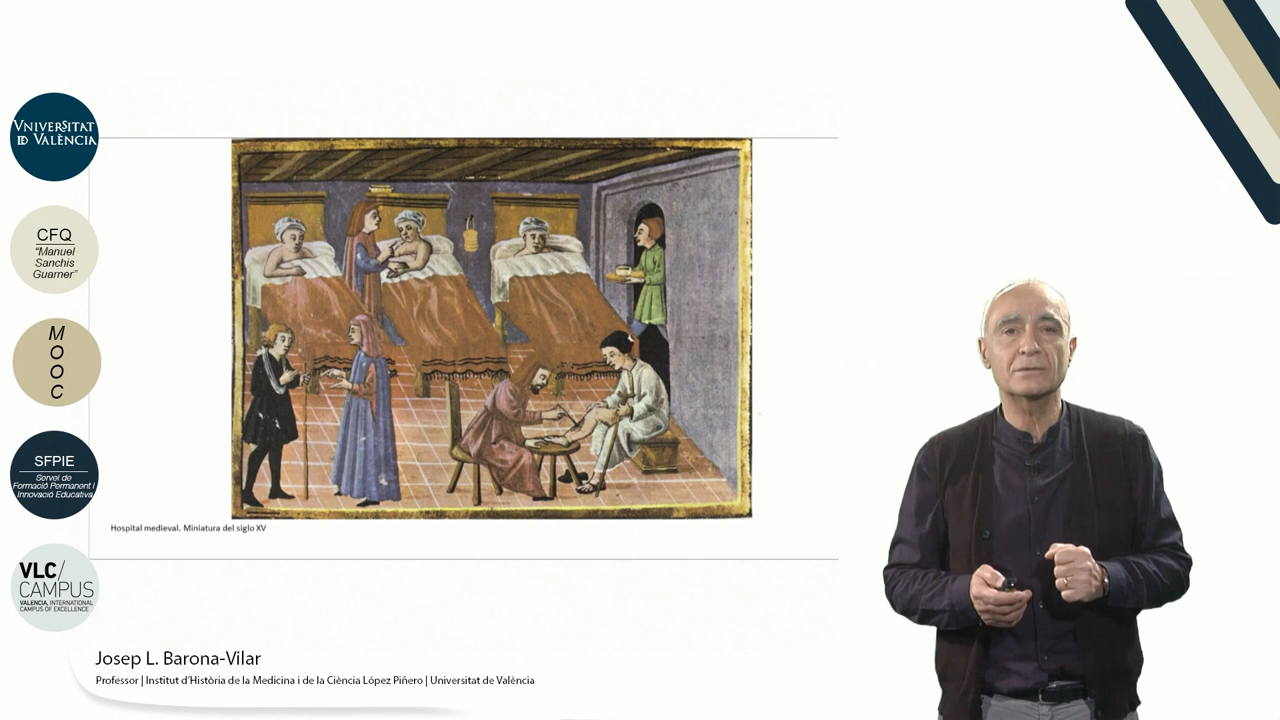 VNIVERSITAT
ID VALÈNCIA
CFQ
"Manuel
Sanchis
Guarner"
M
O
O
C
SFPIE
Servei de
Formació Permanent i
Innovació Educativa
VLC/
CAMPUS
VALENCIA, INTERNATIONAL
CAMPUS OF EXCELLENCE
Hospital medieval. Miniatura del siglo XV
Josep L. Barona-Vilar
Professor | Institut d'Història de la Medicina i de la Ciència López Piñero | Universitat de València